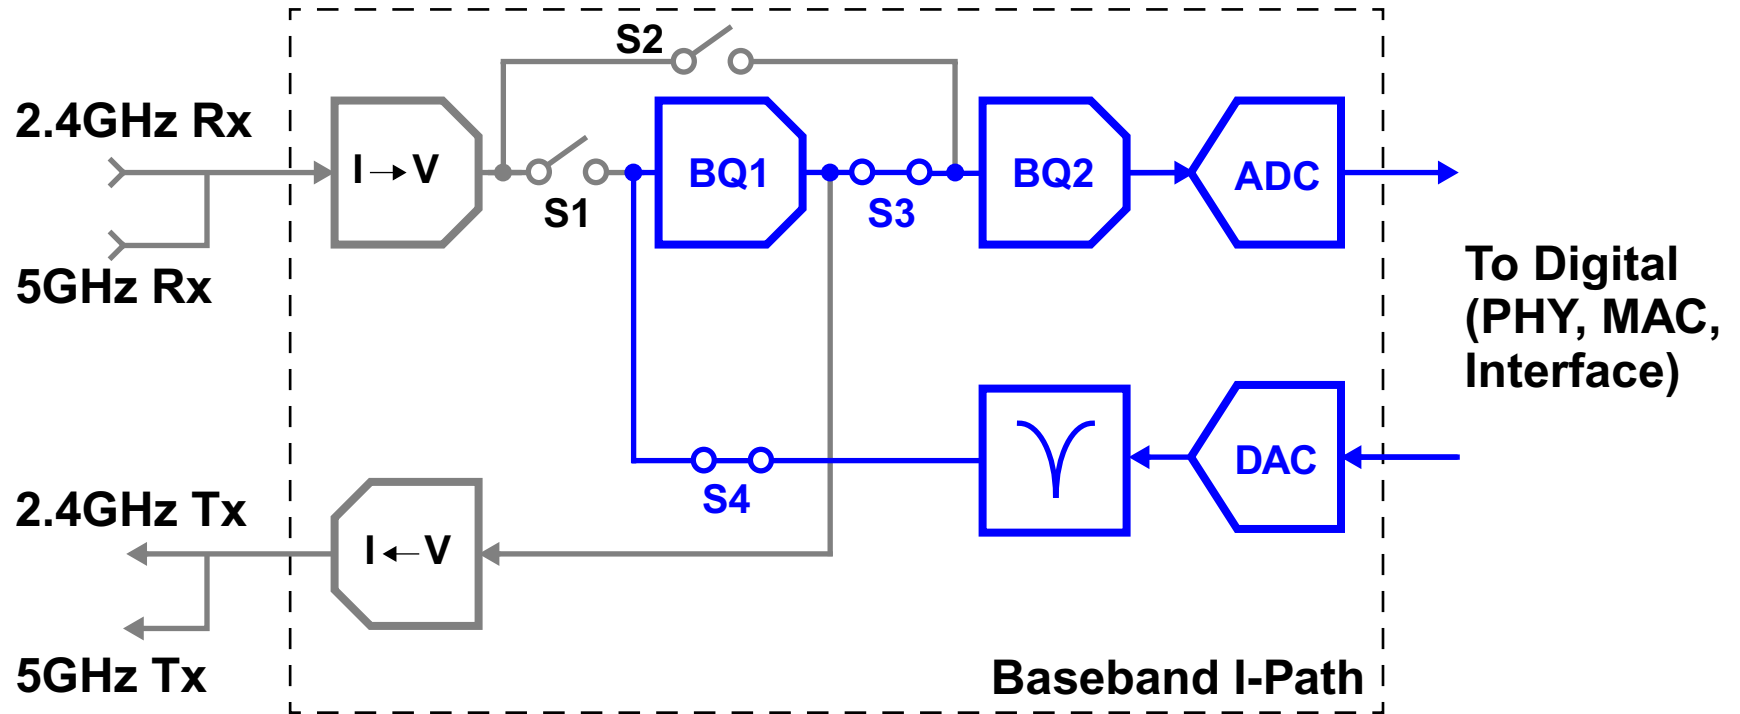 S2
2.4GHz Rx
I→V
BQ1
BQ2
ADC
S1
S3
5GHz Rx
To Digital
(PHY, MAC,
Interface)
DAC
S4
2.4GHz Tx
I←V
5GHz Tx
Baseband I-Path